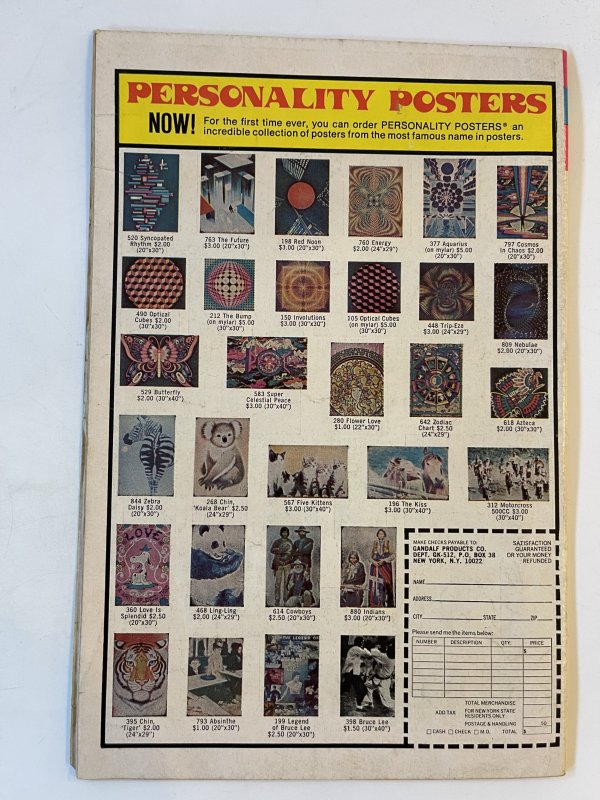 PERSONALITY POSTERS
NOW! For the first time ever, you can order PERSONALITY POSTERS® an
incredible collection of posters from the most famous name in posters.
520 Syncopated
Rhythm $2.00
(20"x30")
763 The Future
$3.00 (20"x30")
198 Red Noon
$3.00 (20"x30")
760 Energy
$2.00 (24"x29")
377 Aquarius
(on mylar) $5.00
(20"x30")
797 Cosmos
in Chaos $2.00
(20"x30")
490 Optical
Cubes $2.00
(30"x30")
212 The Bump
(on mylar) $5.00
(30"x30")
150 Involutions
$3.00 (30"x30")
105 Optical Cubes
(on mylar) $5.00
(30"x30")
448 Trip-Eze
$3.00 (24"x29")
809 Nebulae
$2.00 (20"x30")
529 Butterfly
$2.00 (30"x40")
583 Super
Celestial Peace
$3.00 (30"x40")
280 Flower Love
$1.00 (22"x30")
642 Zodiac
Chart $2.50
(24"x29")
618 Azteca
$2.00 (30"x30")
844 Zebra
Daisy $2.00
(20"x30")
268 Chin,
'Koala Bear' $2.50
(24"x29")
567 Five Kittens
$3.00 (30"x40")
196 The Kiss
$3.00 (30"x40")
312 Motorcross
500CC $3.00
(30"x40")
LOVE
360 Love Is
Splendid $2.50
(20"x30")
468 Ling-Ling
$2.00 (24"x29")
614 Cowboys
$2.50 (20"x30")
880 Indians
$3.00 (20"x30")
395 Chin,
'Tiger' $2.00
(24"x29")
793 Absinthe
$1.00 (20"x30")
THE LEGEND OF
199 Legend
of Bruce Lee
$2.50 (20"x30")
398 Bruce Lee
$1.50 (30"x40")
MAKE CHECKS PAYABLE TO:
GANDALF PRODUCTS CO.
DEPT. GK-512, P.O. BOX 38
NEW YORK, N.Y. 10022
SATISFACTION
GUARANTEED
OR YOUR MONEY
REFUNDED
NAME
ADDRESS
CITY STATE ZIP
Please send me the items below:
NUMBER DESCRIPTION QTY. PRICE
$
TOTAL MERCHANDISE
ADD TAX FOR NEW YORK STATE
RESIDENTS ONLY
POSTAGE & HANDLING .50
☐ CASH ☐ CHECK ☐ M.O. TOTAL $